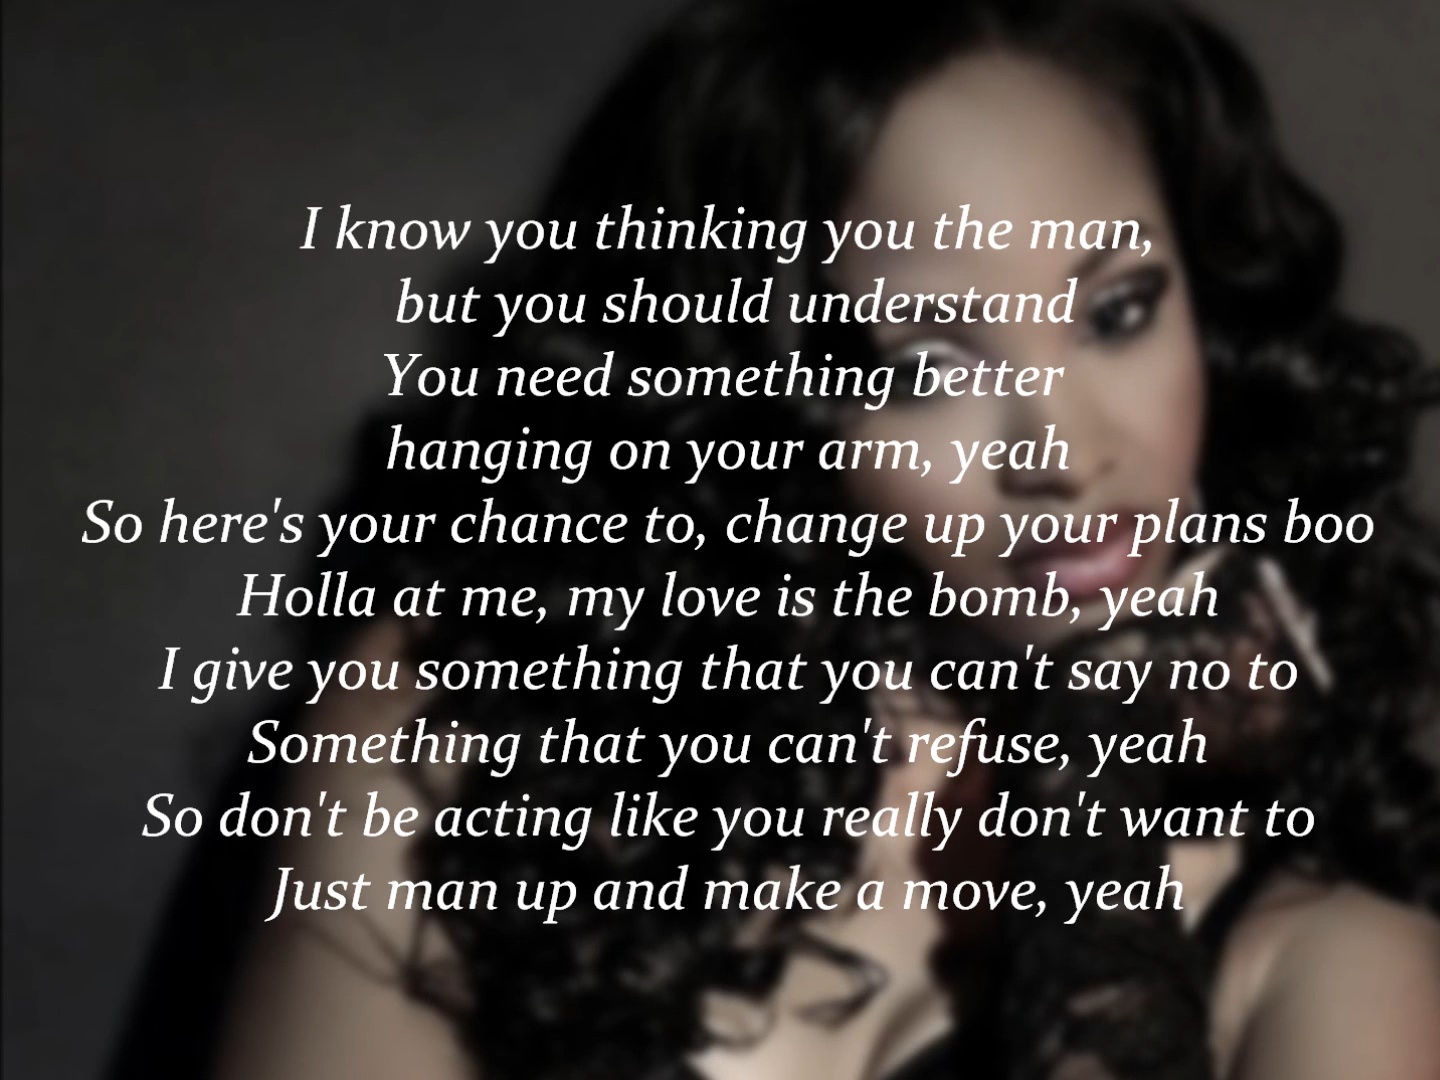 I know you thinking you the man,
but you should understand
You need something better
hanging on your arm, yeah
So here's your chance to, change up your plans boo
Holla at me, my love is the bomb, yeah
I give you something that you can't say no to
Something that you can't refuse, yeah
So don't be acting like you really don't want to
Just man up and make a move, yeah